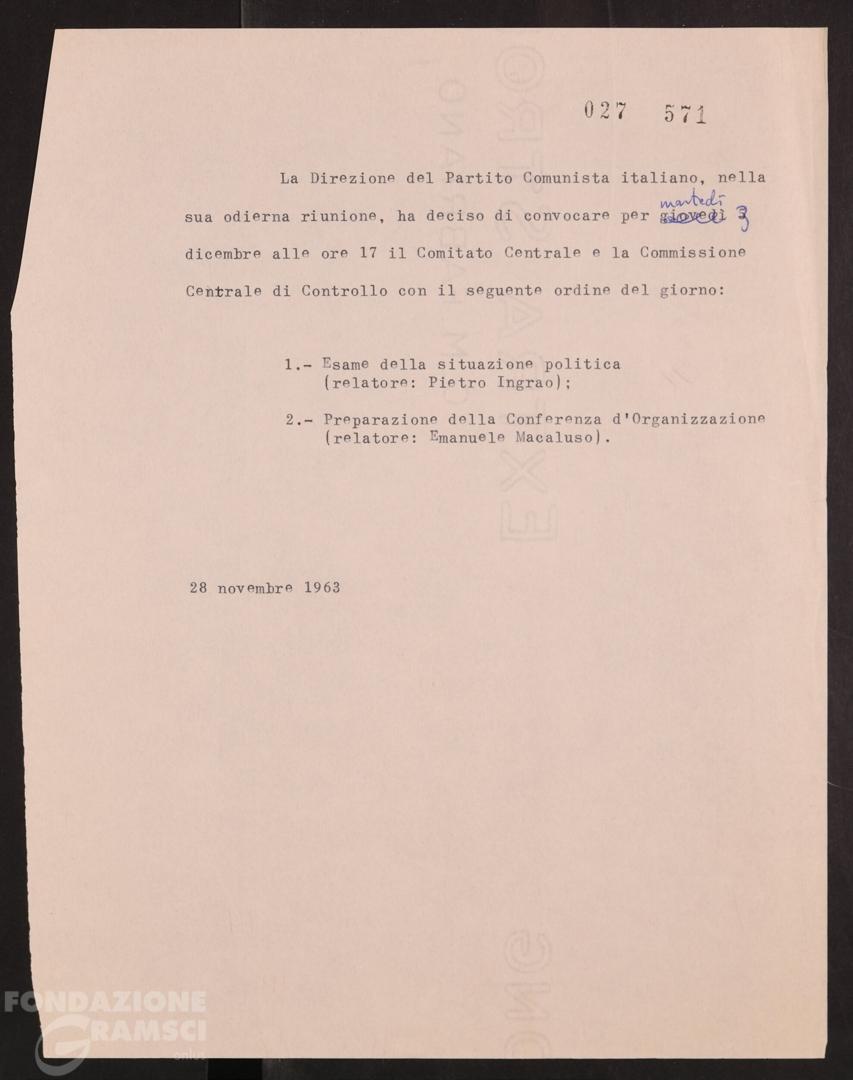 027 571
La Direzione del Partito Comunista italiano, nella
martedì
sua odierna riunione, ha deciso di convocare per giovedì 3
dicembre alle ore 17 il Comitato Centrale e la Commissione
Centrale di Controllo con il seguente ordine del giorno:
1.- Esame della situazione politica
(relatore: Pietro Ingrao);
2.- Preparazione della Conferenza d'Organizzazione
(relatore: Emanuele Macaluso).
28 novembre 1963
FONDAZIONE
GRAMSCI
onlus